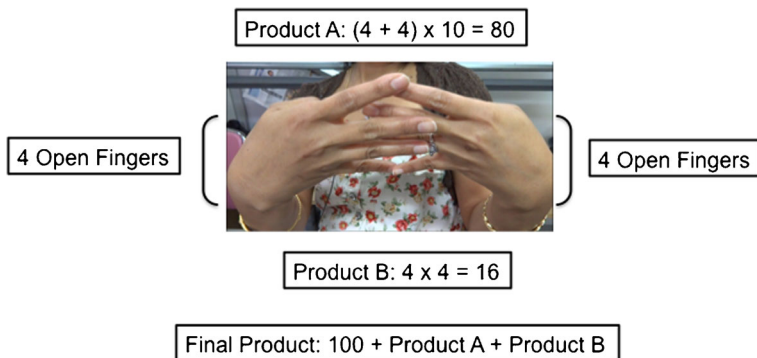 Product A: (4 + 4) x 10 = 80
4 Open Fingers
4 Open Fingers
Product B: 4 x 4 = 16
Final Product: 100 + Product A + Product B